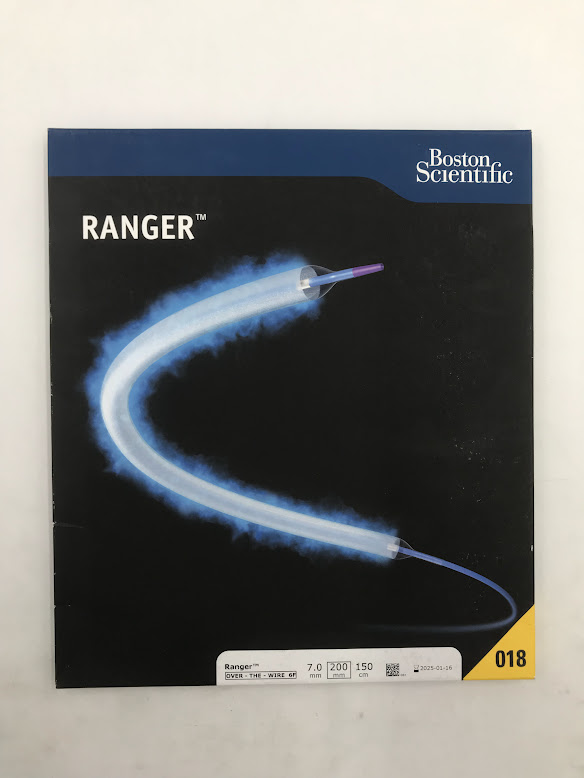 Boston
Scientific
RANGER™
Ranger™ 7.0 200 150 2025-01-16
OVER - THE - WIRE 6F mm mm cm
018